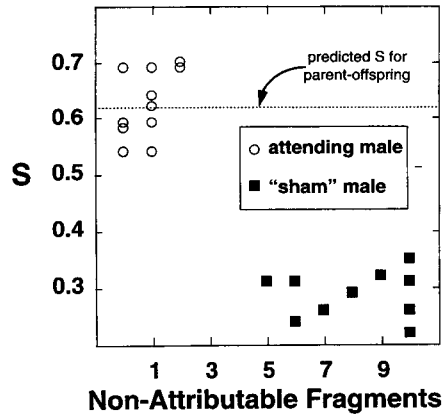 0.7
0.6
0.5
0.4
0.3
S
predicted S for
parent-offspring
attending male
"sham" male
1 3 5 7 9
Non-Attributable Fragments